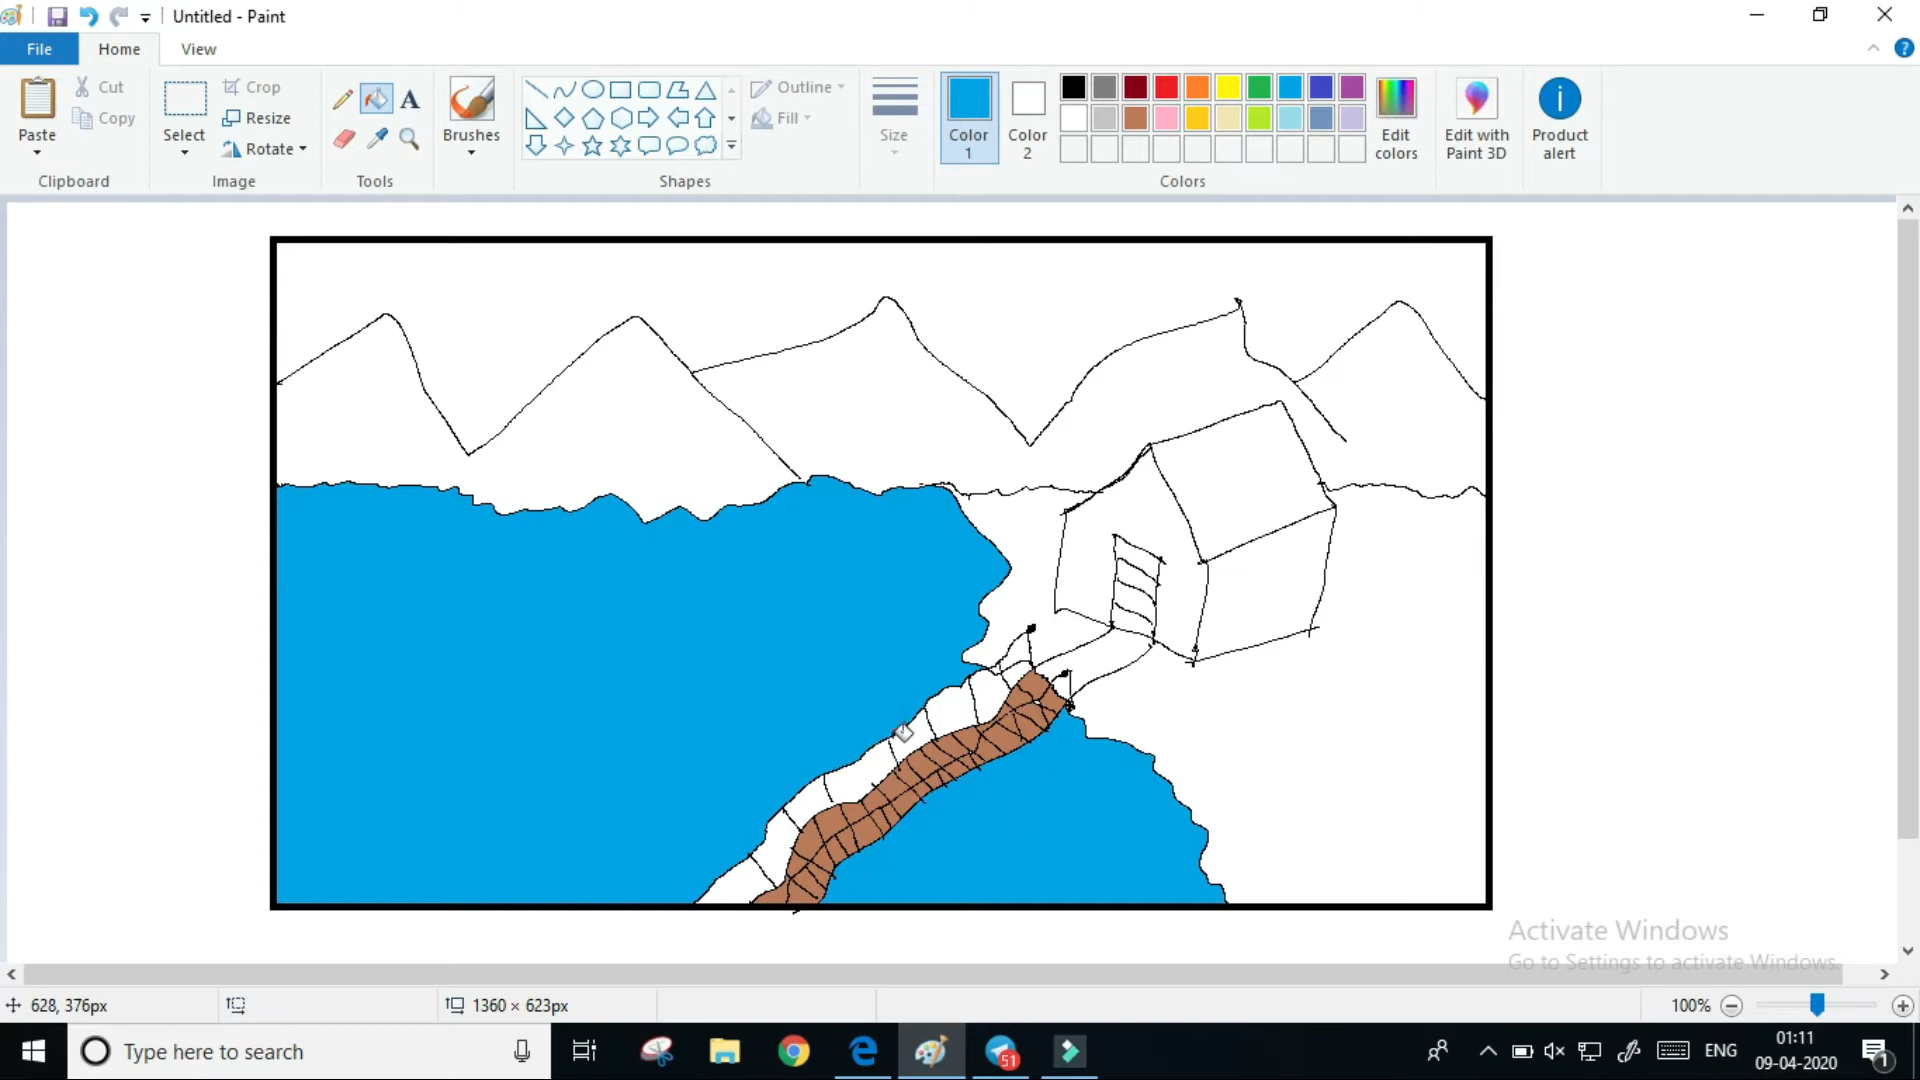 Untitled - Paint
File Home View
Paste
Cut
Copy
Clipboard
Select
Crop
Resize
Rotate
Image
A
Tools
Brushes
Shapes
Outline
Fill
Size
Color 1
Color 2
Edit colors
Colors
Edit with Paint 3D
Product alert
Activate Windows
Go to Settings to activate Windows.
628, 376px
1360 × 623px
100%
Type here to search
51
ENG
01:11
09-04-2020
1